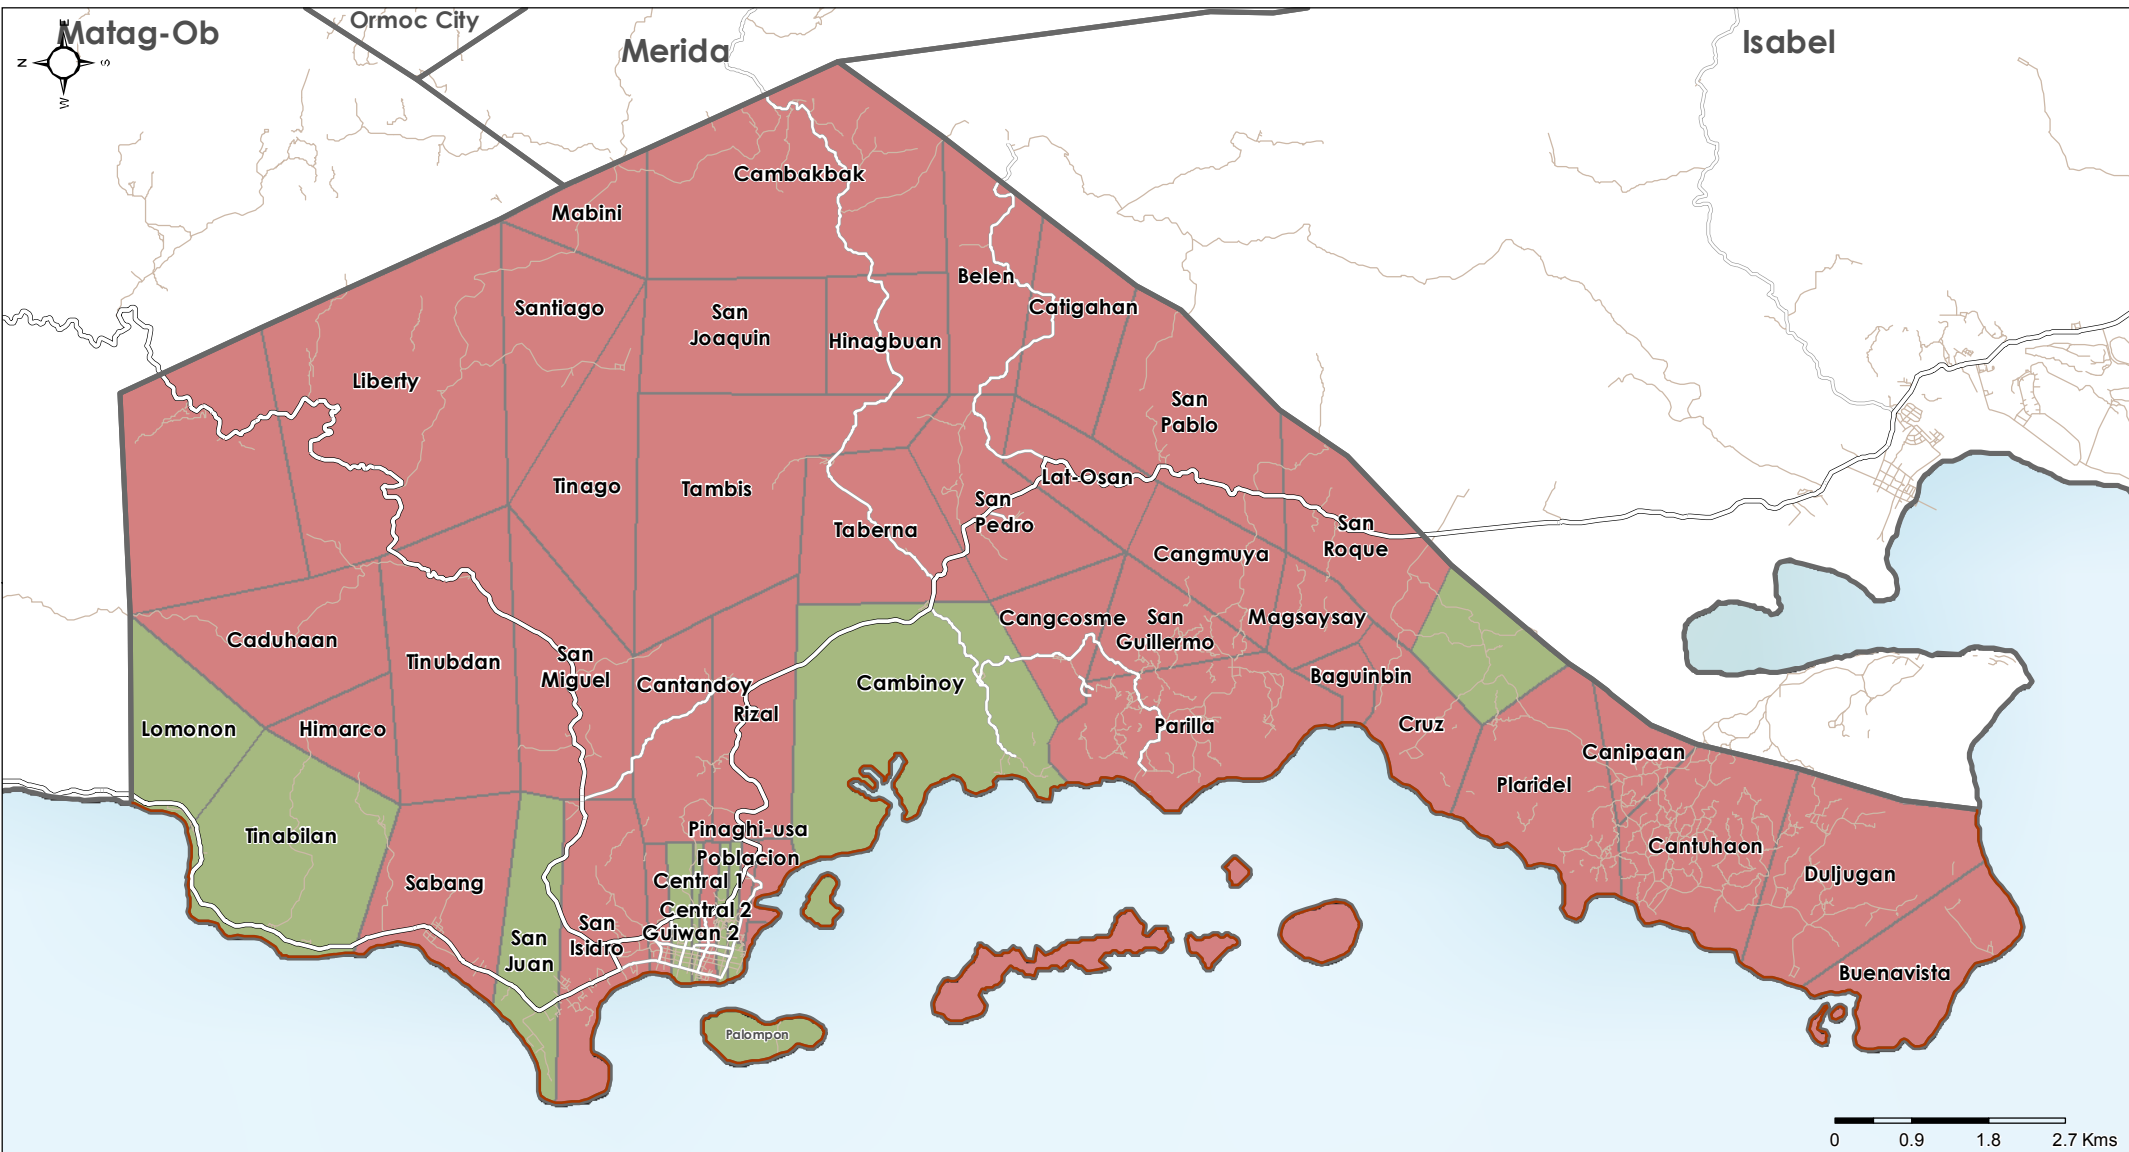 Ormoc City
Matag-Ob
Merida
Isabel
E
N
S
W
Cambakbak
Mabini
Belen
Santiago
Catigahan
San
Joaquin
Hinagbuan
Liberty
San
Pablo
Lat-Osan
Tinago
Tambis
San
Pedro
Taberna
San
Roque
Cangmuya
Cangcosme
San
Guillermo
Magsaysay
Caduhaan
Tinubdan
San
Miguel
Cantandoy
Cambinoy
Baguinbin
Rizal
Lomonon
Himarco
Parilla
Cruz
Canipaan
Plaridel
Tinabilan
Pinaghi-usa
Poblacion
Cantuhaon
Central 1
Sabang
Duljugan
Central 2
Guiwan 2
San
Isidro
San
Juan
Buenavista
Palompon
0 0.9 1.8 2.7 Kms